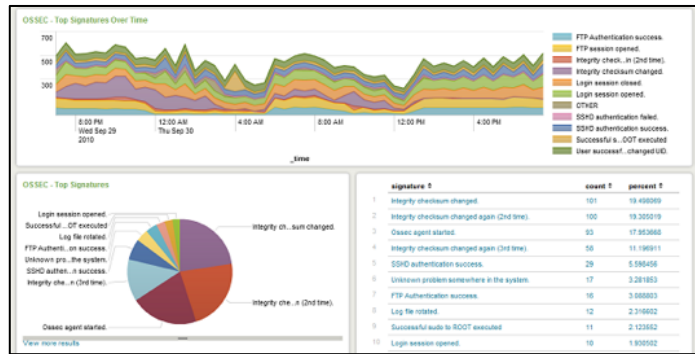 OSSEC - Top Signatures Over Time
700
500
300
8:00 PM
Wed Sep 29
2010
12:00 AM
Thu Sep 30
4:00 AM
8:00 AM
12:00 PM
4:00 PM
_time
FTP Authentication success.
FTP session opened.
Integrity check...in (2nd time).
Integrity checksum changed.
Login session closed.
Login session opened.
OTHER
SSHD authentication failed.
SSHD authentication success.
Successful s...OOT executed
User successf...changed UID.
OSSEC - Top Signatures
Login session opened.
Successful ...OT executed
Log file rotated.
FTP Authenti...on success.
Unknown pro...the system.
SSHD authen...n success.
Integrity che...n (3rd time).
Ossec agent started.
Integrity ch...sum changed.
Integrity che...n (2nd time).
View more results
signature count percent
1 Integrity checksum changed. 101 19.498069
2 Integrity checksum changed again (2nd time). 100 19.305019
3 Ossec agent started. 93 17.953668
4 Integrity checksum changed again (3rd time). 58 11.196911
5 SSHD authentication success. 29 5.598456
6 Unknown problem somewhere in the system. 17 3.281853
7 FTP Authentication success. 16 3.088803
8 Log file rotated. 12 2.316602
9 Successful sudo to ROOT executed 11 2.123552
10 Login session opened. 10 1.930502